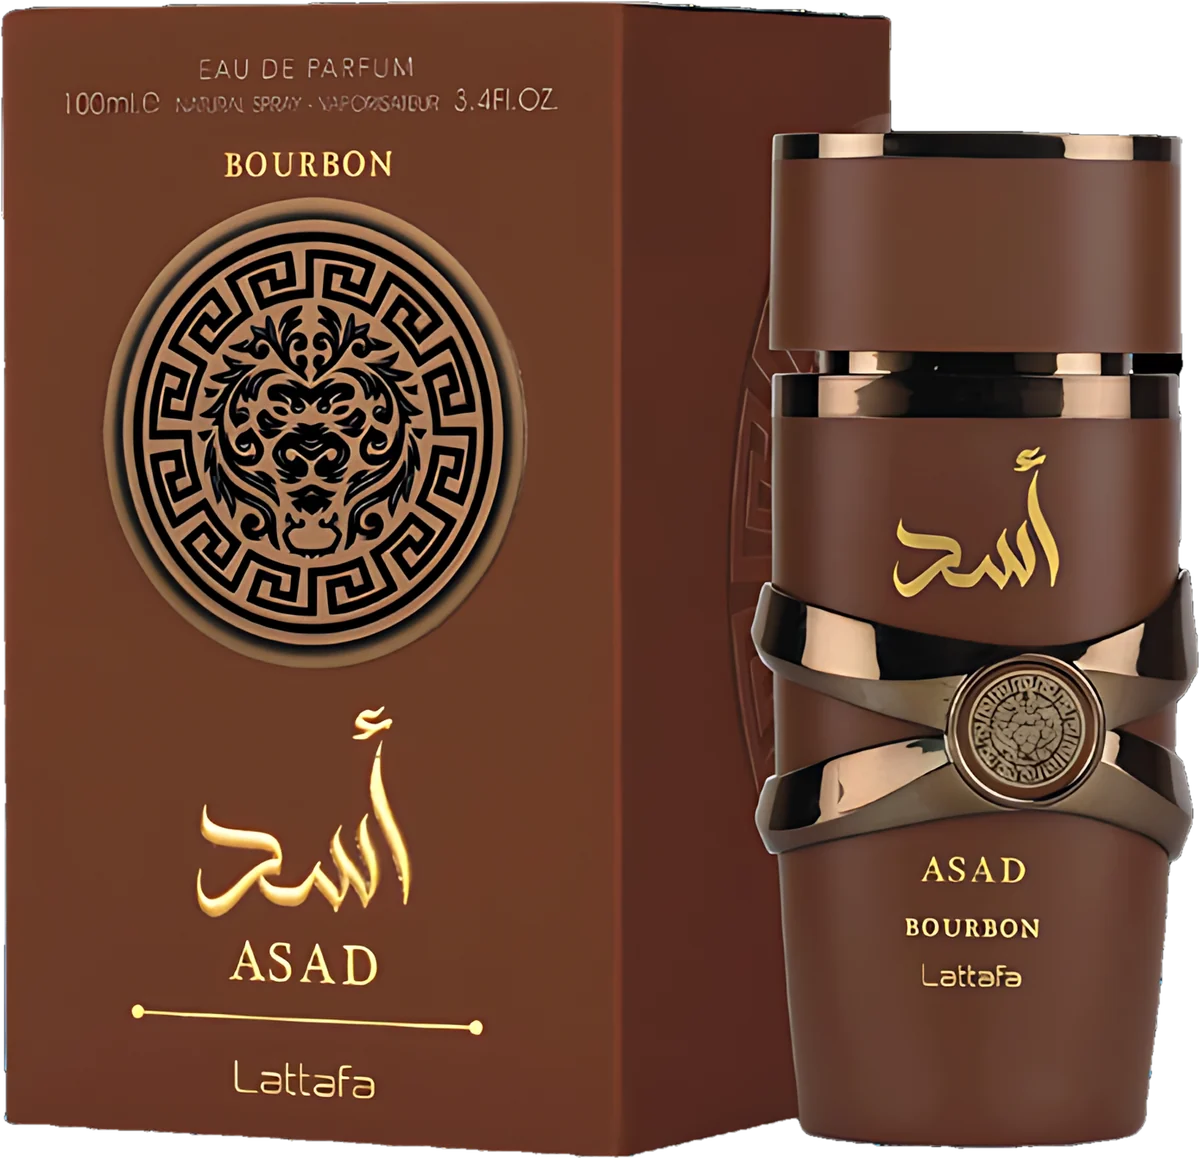 EAU DE PARFUM
100ml.e NATURAL SPRAY - VAPORISATEUR 3.4Fl.OZ.
BOURBON
أسد
ASAD
Lattafa
أسد
ASAD
BOURBON
Lattafa